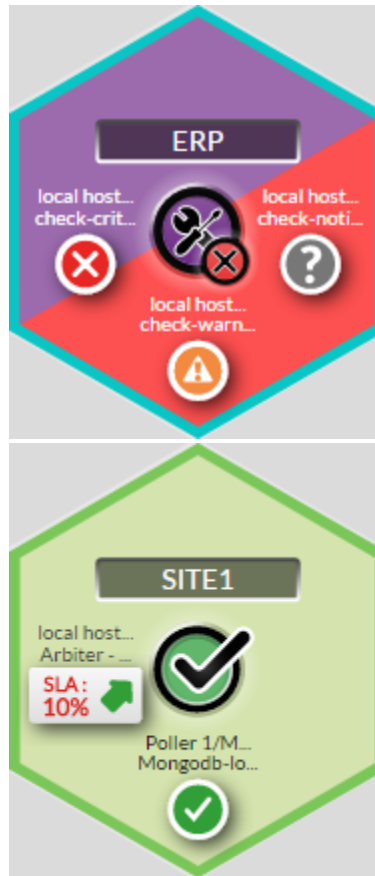 ERP
local host...
check-crit...
local host...
check-noti...
local host...
check-warn...
SITE1
local host...
Arbiter - ...
SLA :
10%
Poller 1/M...
Mongodb-lo...